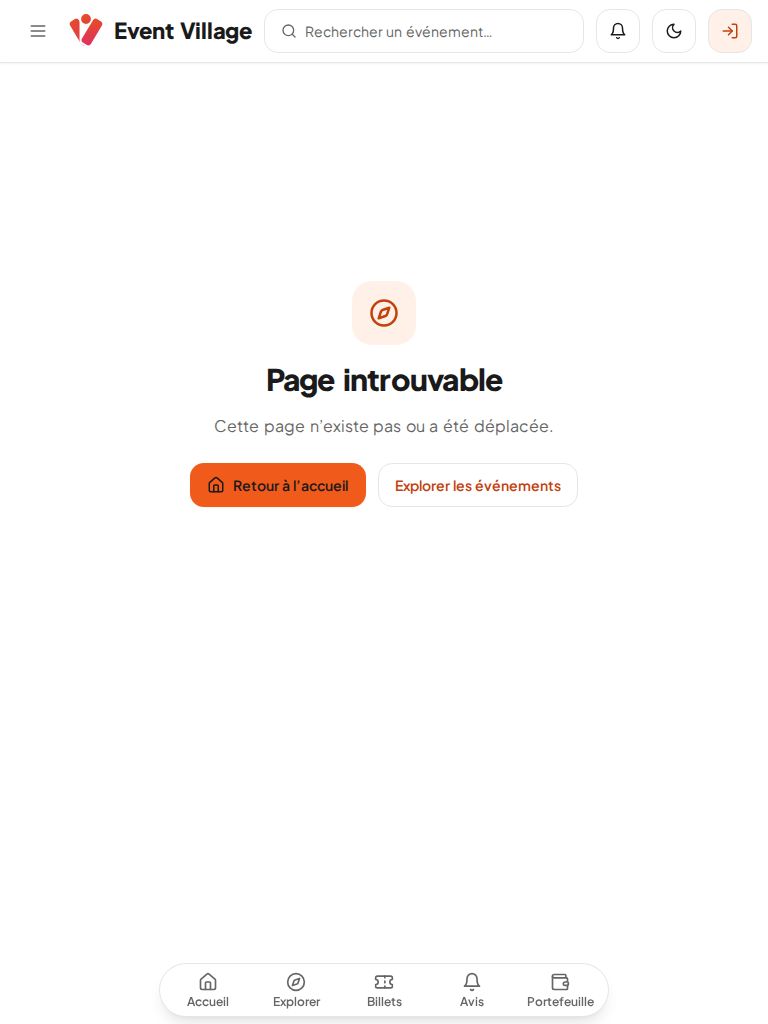 Event Village
Rechercher un événement…
Page introuvable
Cette page n'existe pas ou a été déplacée.
Retour à l'accueil
Explorer les événements
Accueil
Explorer
Billets
Avis
Portefeuille